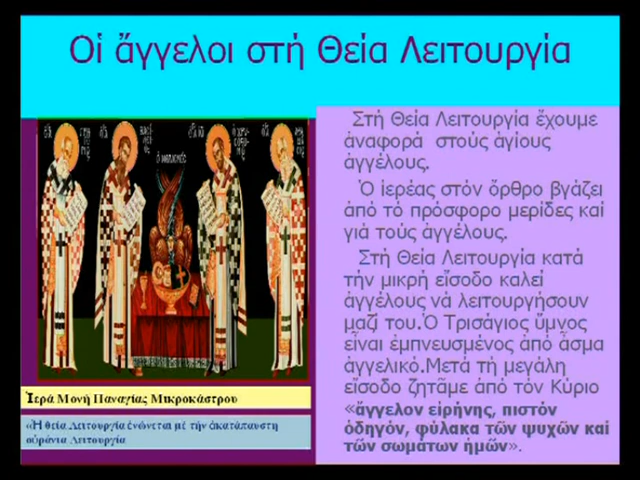 Οἱ ἄγγελοι στή Θεία Λειτουργία
Στή Θεία Λειτουργία ἔχουμε
ἀναφορά στούς ἁγίους
ἀγγέλους.
Ὁ ἱερέας στόν ὄρθρο βγάζει
ἀπό τό πρόσφορο μερίδες καί
γιά τούς ἀγγέλους.
Στή Θεία Λειτουργία κατά
τήν μικρή εἴσοδο καλεί
ἀγγέλους νά λειτουργήσουν
μαζί του.Ὁ Τρισάγιος ὕμνος
εἶναι ἐμπνευσμένος ἀπό ἆσμα
ἀγγελικό.Μετά τή μεγάλη
εἴσοδο ζητᾶμε ἀπό τόν Κύριο
«ἄγγελον εἰρήνης, πιστόν
ὁδηγόν, φύλακα τῶν ψυχῶν καί
τῶν σωμάτων ἡμῶν».
Ἱερά Μονή Παναγίας Μικροκάστρου
«Ἡ θεία Λειτουργία ἑνώνεται μέ τήν ἀκατάπαυστη
οὐράνια Λειτουργία